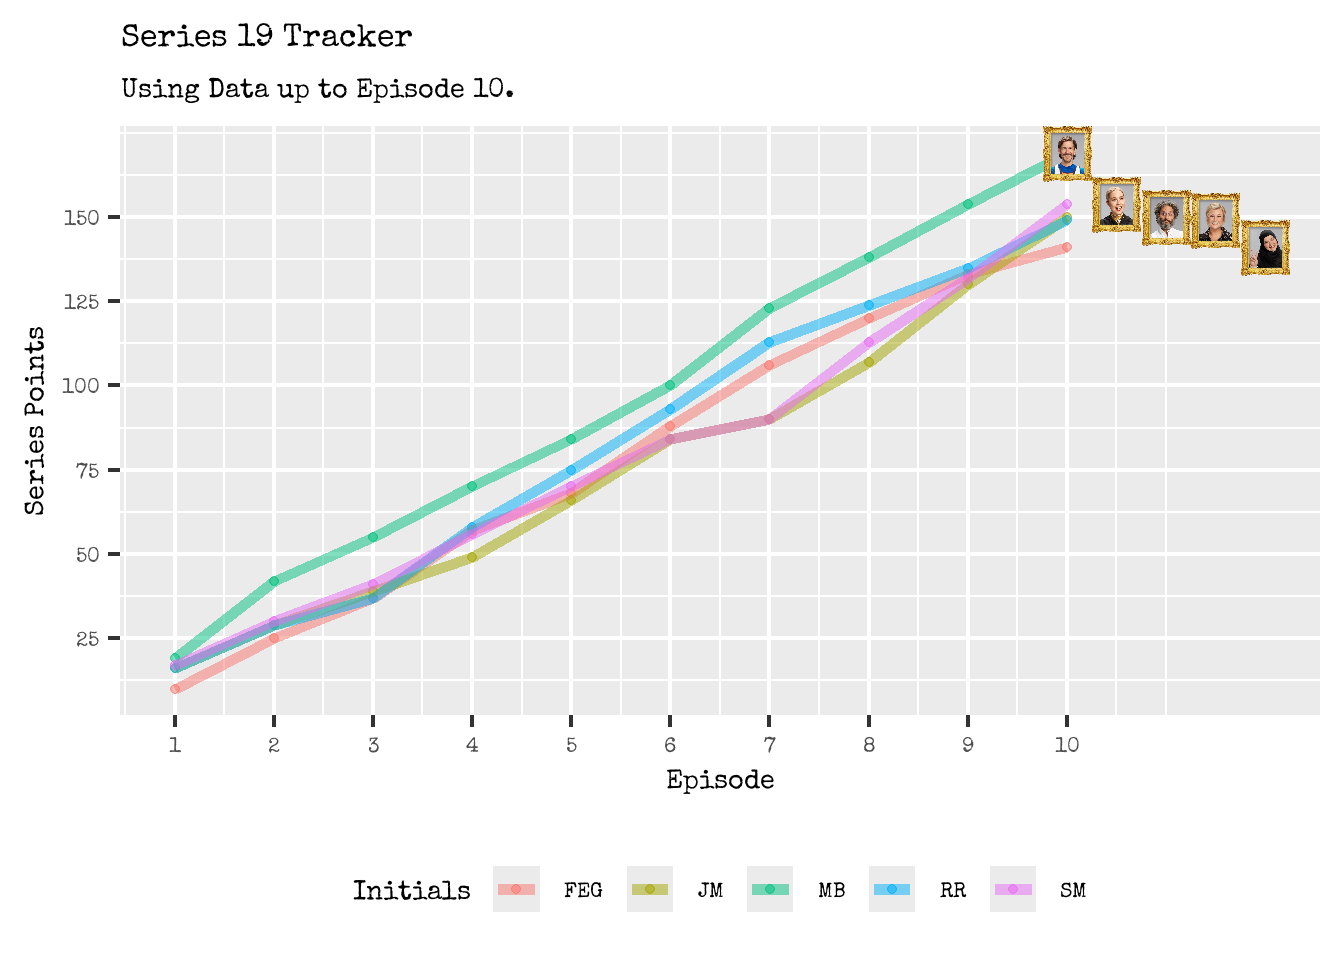 Series 19 Tracker
Using Data up to Episode 10.
Series Points
150
125
100
75
50
25
1 2 3 4 5 6 7 8 9 10
Episode
Initials FEG JM MB RR SM